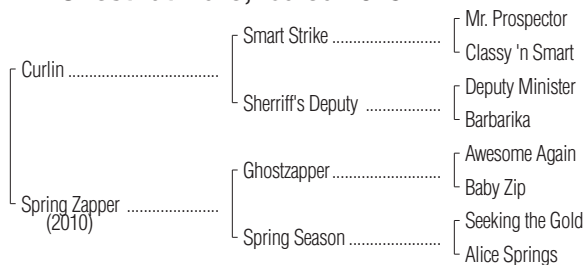 Mr. Prospector
Smart Strike
Classy 'n Smart
Curlin
Deputy Minister
Sherriff's Deputy
Barbarika
Awesome Again
Ghostzapper
Baby Zip
Spring Zapper
(2010)
Seeking the Gold
Spring Season
Alice Springs